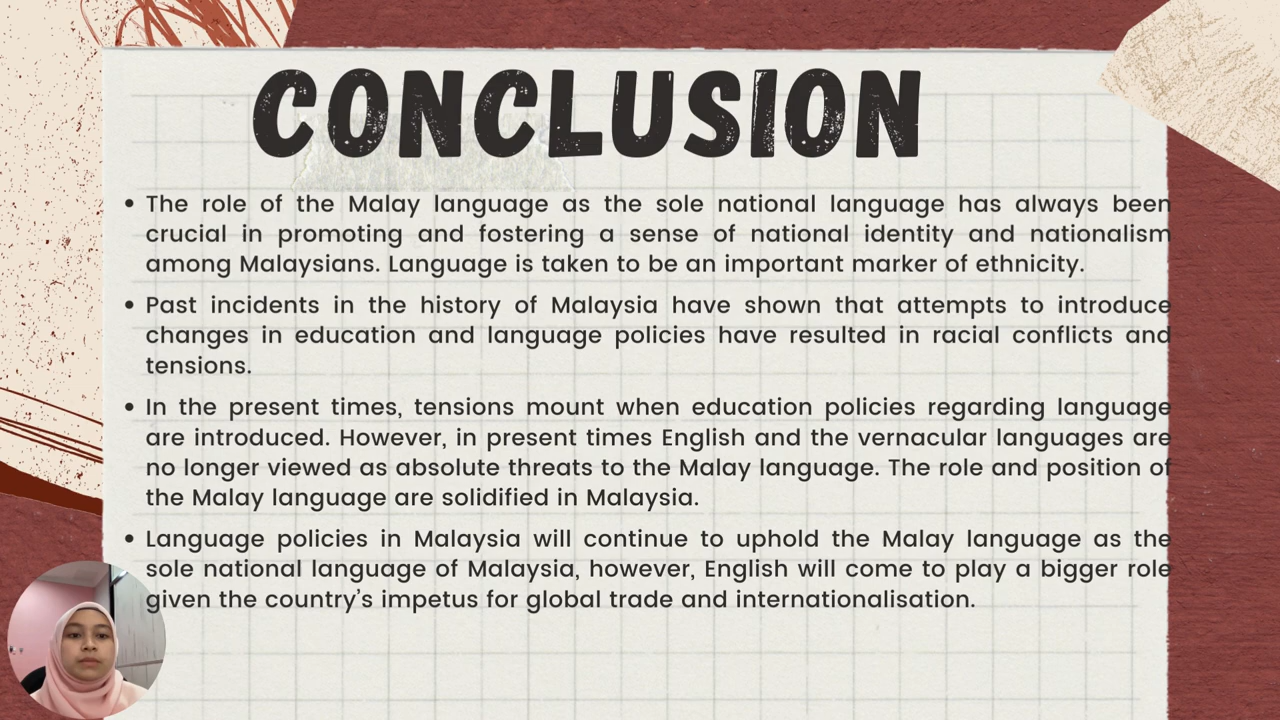 CONCLUSION
• The role of the Malay language as the sole national language has always been
crucial in promoting and fostering a sense of national identity and nationalism
among Malaysians. Language is taken to be an important marker of ethnicity.
• Past incidents in the history of Malaysia have shown that attempts to introduce
changes in education and language policies have resulted in racial conflicts and
tensions.
• In the present times, tensions mount when education policies regarding language
are introduced. However, in present times English and the vernacular languages are
no longer viewed as absolute threats to the Malay language. The role and position of
the Malay language are solidified in Malaysia.
• Language policies in Malaysia will continue to uphold the Malay language as the
sole national language of Malaysia, however, English will come to play a bigger role
given the country's impetus for global trade and internationalisation.